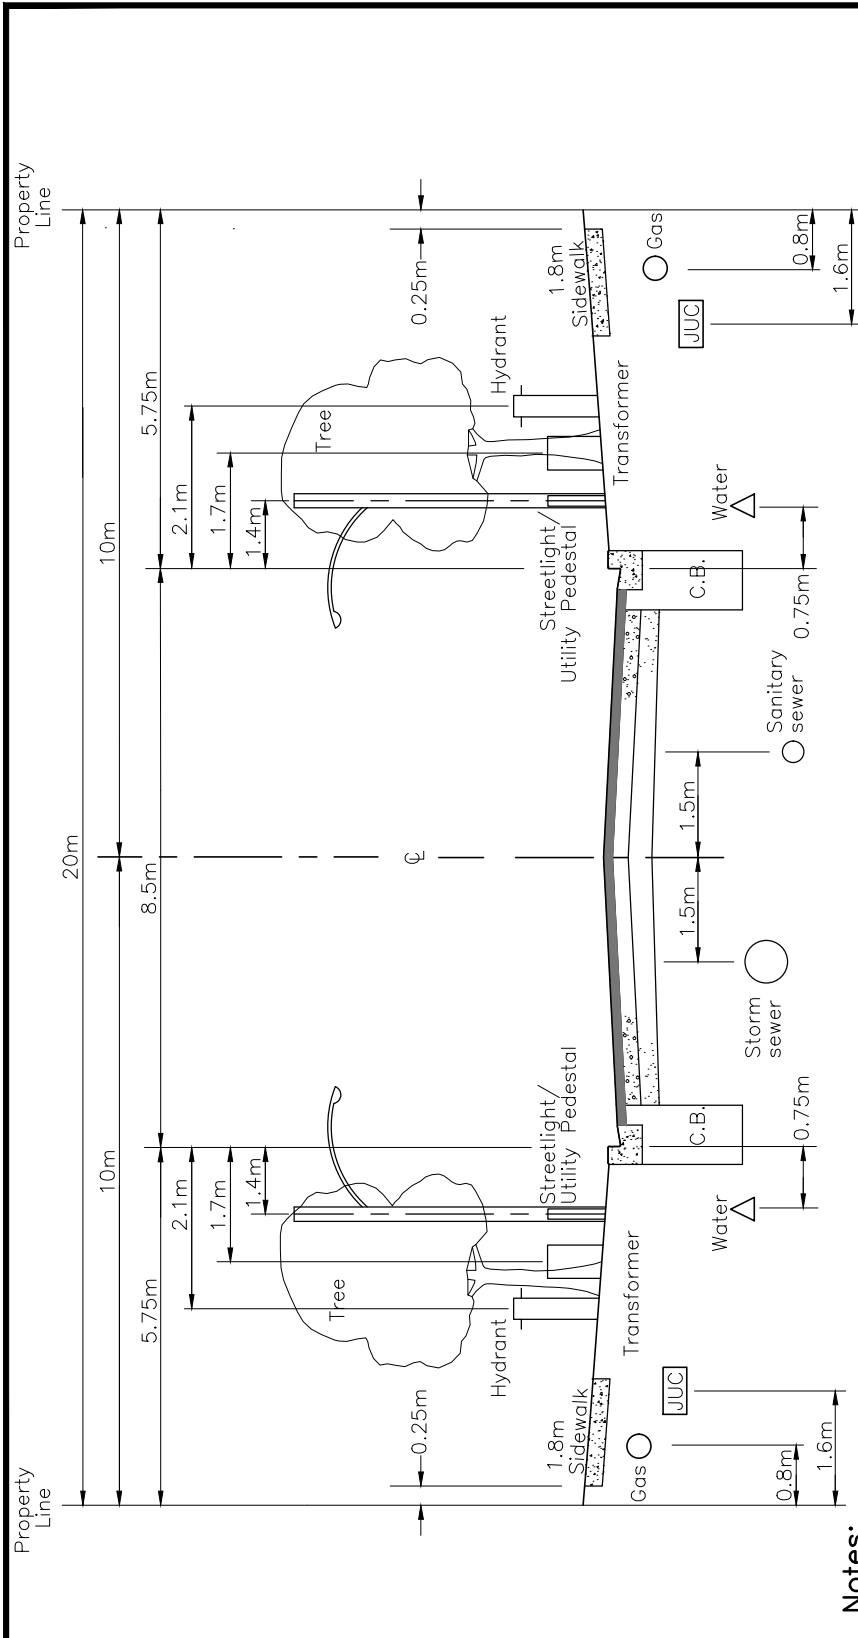 Property
Line
Property
Line
20m
10m
10m
5.75m
8.5m
5.75m
2.1m
1.7m
1.4m
2.1m
1.7m
1.4m
Tree
Tree
℄
0.25m
0.25m
Hydrant
Hydrant
Streetlight/
Utility Pedestal
Streetlight/
Utility Pedestal
1.8m
Sidewalk
1.8m
Sidewalk
Transformer
Transformer
Gas
JUC
Water
C.B.
C.B.
Water
JUC
Gas
1.5m
1.5m
Storm
sewer
Sanitary
sewer
0.8m
1.6m
0.75m
0.75m
0.8m
1.6m
Notes: